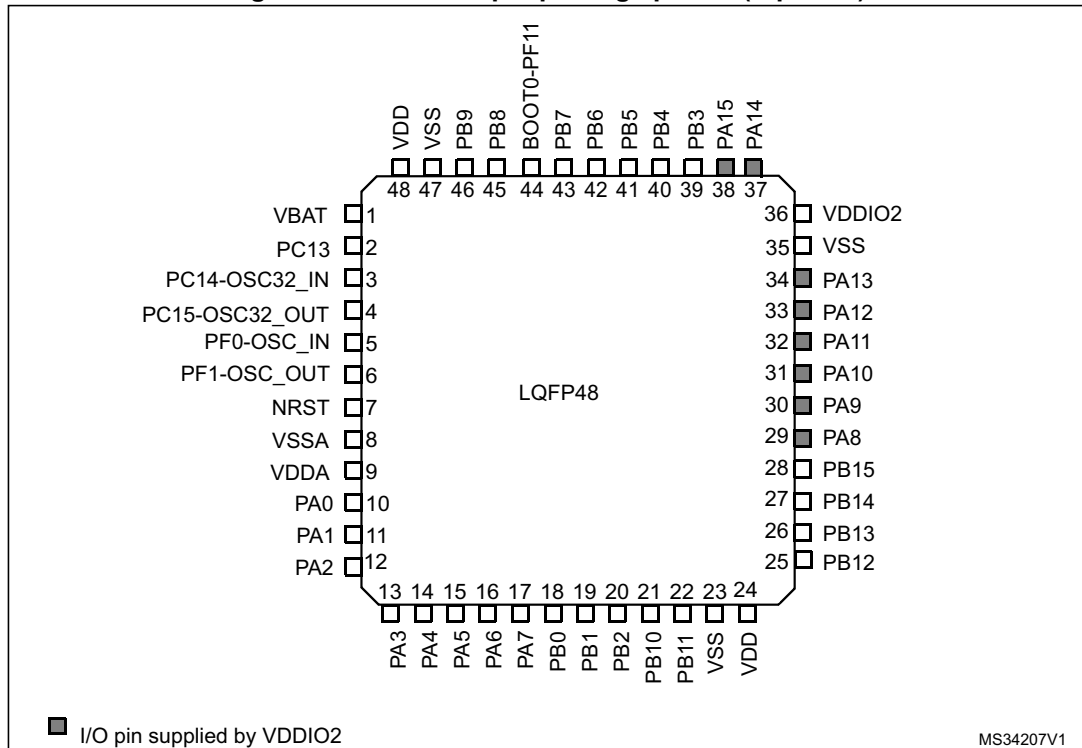 BOOT0-PF11
VDD
VSS
PB9
PB8
PB7
PB6
PB5
PB4
PB3
PA15
PA14
48
47
46
45
44
43
42
41
40
39
38
37
VBAT 1
PC13 2
PC14-OSC32_IN 3
PC15-OSC32_OUT 4
PF0-OSC_IN 5
PF1-OSC_OUT 6
NRST 7
VSSA 8
VDDA 9
PA0 10
PA1 11
PA2 12
LQFP48
36 VDDIO2
35 VSS
34 PA13
33 PA12
32 PA11
31 PA10
30 PA9
29 PA8
28 PB15
27 PB14
26 PB13
25 PB12
13
14
15
16
17
18
19
20
21
22
23
24
PA3
PA4
PA5
PA6
PA7
PB0
PB1
PB2
PB10
PB11
VSS
VDD
I/O pin supplied by VDDIO2
MS34207V1